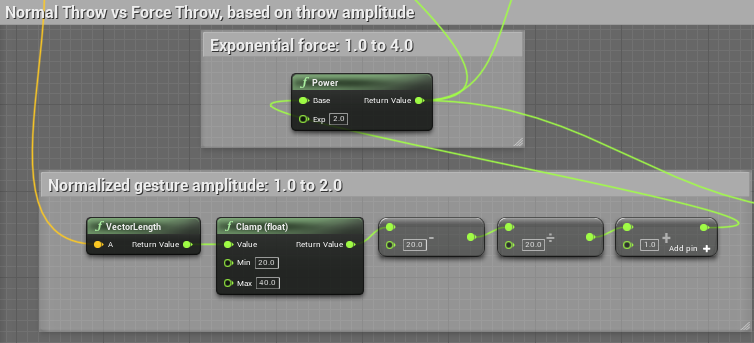 Normal Throw vs Force Throw, based on throw amplitude
Exponential force: 1.0 to 4.0
f Power
Base Return Value
Exp 2.0
Normalized gesture amplitude: 1.0 to 2.0
f VectorLength
A Return Value
f Clamp (float)
Value Return Value
Min 20.0
Max 40.0
20.0 -
20.0 ÷
1.0 +
Add pin +